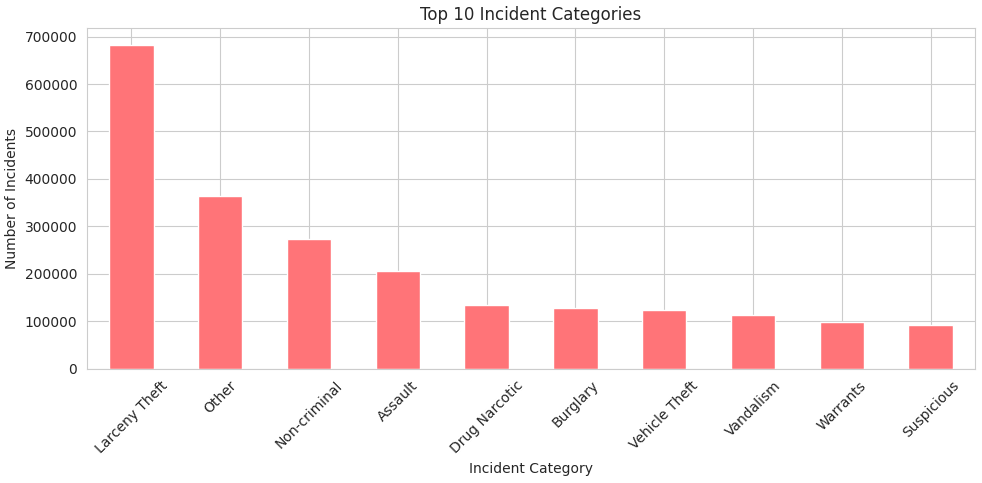 Top 10 Incident Categories
Number of Incidents
700000
600000
500000
400000
300000
200000
100000
0
Larceny Theft
Other
Non-criminal
Assault
Drug Narcotic
Burglary
Vehicle Theft
Vandalism
Warrants
Suspicious
Incident Category